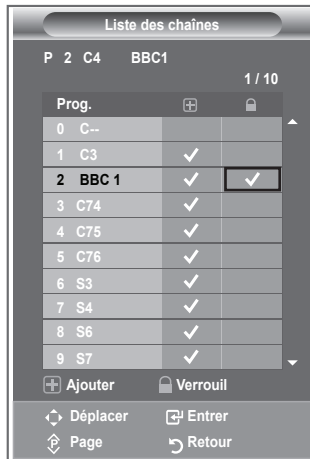 Liste des chaînes
P 2 C4 BBC1
1 / 10
Prog.
0 C--
1 C3
2 BBC 1
3 C74
4 C75
5 C76
6 S3
7 S4
8 S6
9 S7
Ajouter Verrouil
Déplacer Entrer
P Page Retour